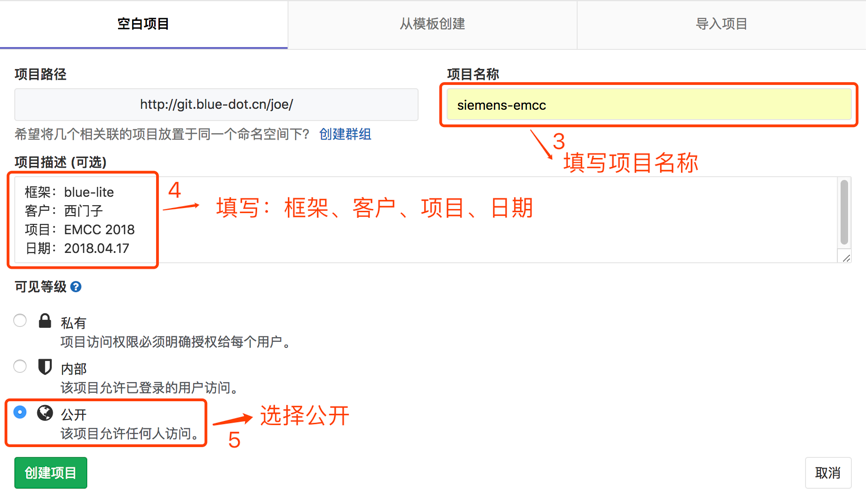 空白项目
从模板创建
导入项目
项目路径
项目名称
http://git.blue-dot.cn/joe/
siemens-emcc
希望将几个相关联的项目放置于同一个命名空间下? 创建群组
3
填写项目名称
项目描述 (可选)
框架：blue-lite
客户：西门子
项目：EMCC 2018
日期：2018.04.17
4
填写：框架、客户、项目、日期
可见等级 ?
私有
项目访问权限必须明确授权给每个用户。
内部
该项目允许已登录的用户访问。
公开
该项目允许任何人访问。
5
选择公开
创建项目
取消